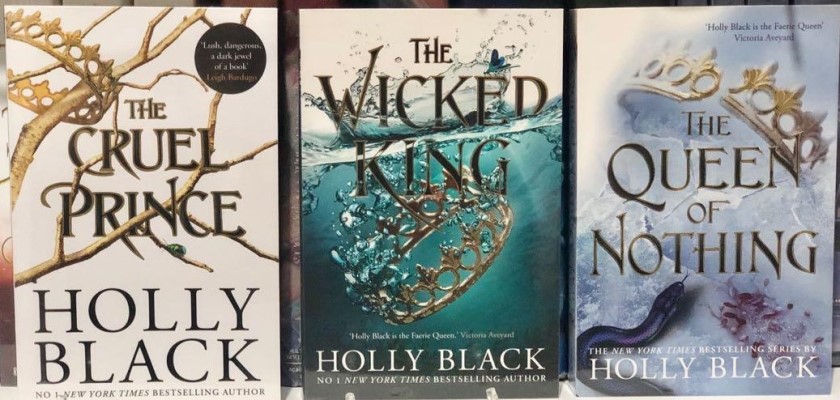 'Lush, dangerous,
a dark jewel
of a book'
Leigh Bardugo
THE
CRUEL
PRINCE
HOLLY
BLACK
NO 1 NEW YORK TIMES BESTSELLING AUTHOR
THE
WICKED
KING
'Holly Black is the Faerie Queen.' Victoria Aveyard
HOLLY BLACK
NO 1 NEW YORK TIMES BESTSELLING AUTHOR
'Holly Black is the Faerie Queen'
Victoria Aveyard
THE
QUEEN
OF
NOTHING
THE NEW YORK TIMES BESTSELLING SERIES BY
HOLLY BLACK